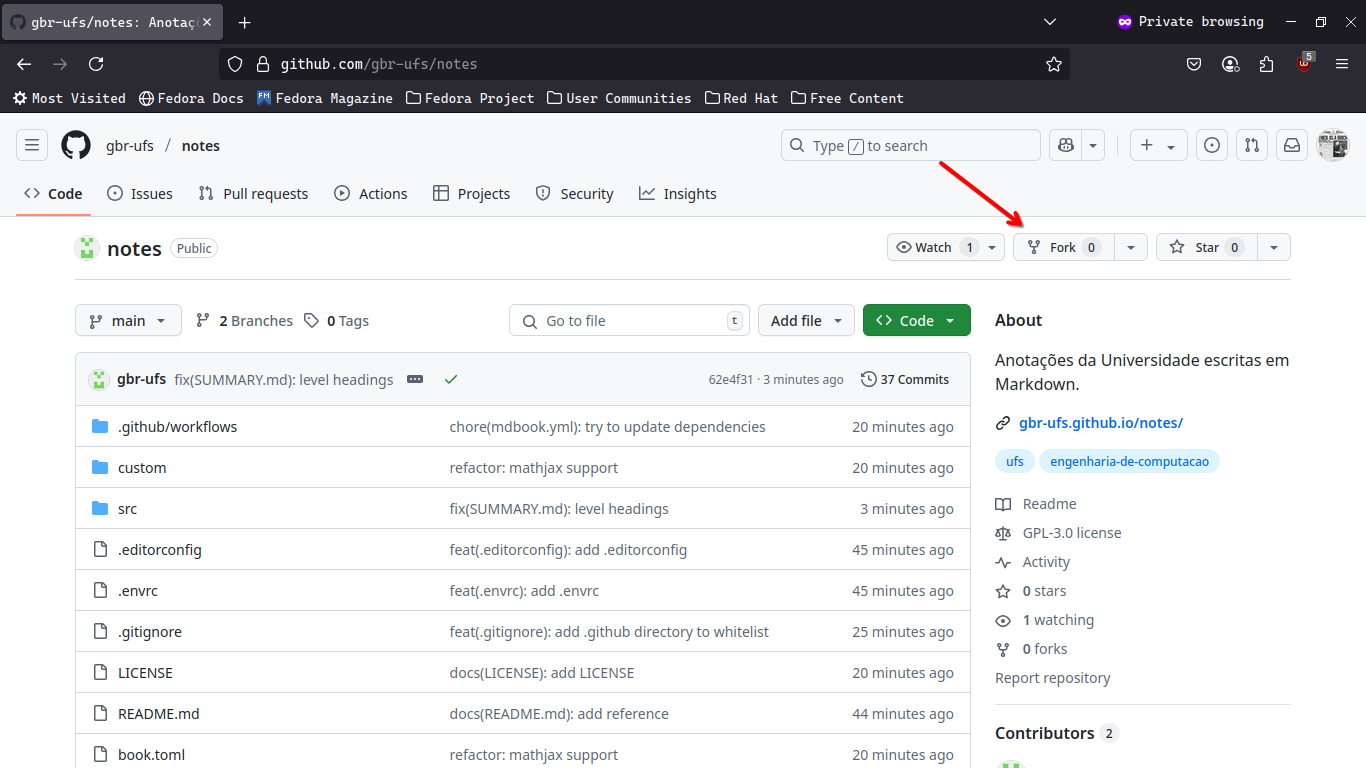 gbr-ufs/notes: Anotaç
Private browsing
github.com/gbr-ufs/notes
5
Most Visited
Fedora Docs
Fedora Magazine
Fedora Project
User Communities
Red Hat
Free Content
gbr-ufs / notes
Type / to search
Code
Issues
Pull requests
Actions
Projects
Security
Insights
notes Public
Watch 1
Fork 0
Star 0
main
2 Branches
0 Tags
Go to file t
Add file
Code
gbr-ufs fix(SUMMARY.md): level headings
62e4f31 · 3 minutes ago
37 Commits
.github/workflows chore(mdbook.yml): try to update dependencies 20 minutes ago
custom refactor: mathjax support 20 minutes ago
src fix(SUMMARY.md): level headings 3 minutes ago
.editorconfig feat(.editorconfig): add .editorconfig 45 minutes ago
.envrc feat(.envrc): add .envrc 45 minutes ago
.gitignore feat(.gitignore): add .github directory to whitelist 25 minutes ago
LICENSE docs(LICENSE): add LICENSE 20 minutes ago
README.md docs(README.md): add reference 44 minutes ago
book.toml refactor: mathjax support 20 minutes ago
About
Anotações da Universidade escritas em
Markdown.
gbr-ufs.github.io/notes/
ufs engenharia-de-computacao
Readme
GPL-3.0 license
Activity
0 stars
1 watching
0 forks
Report repository
Contributors 2